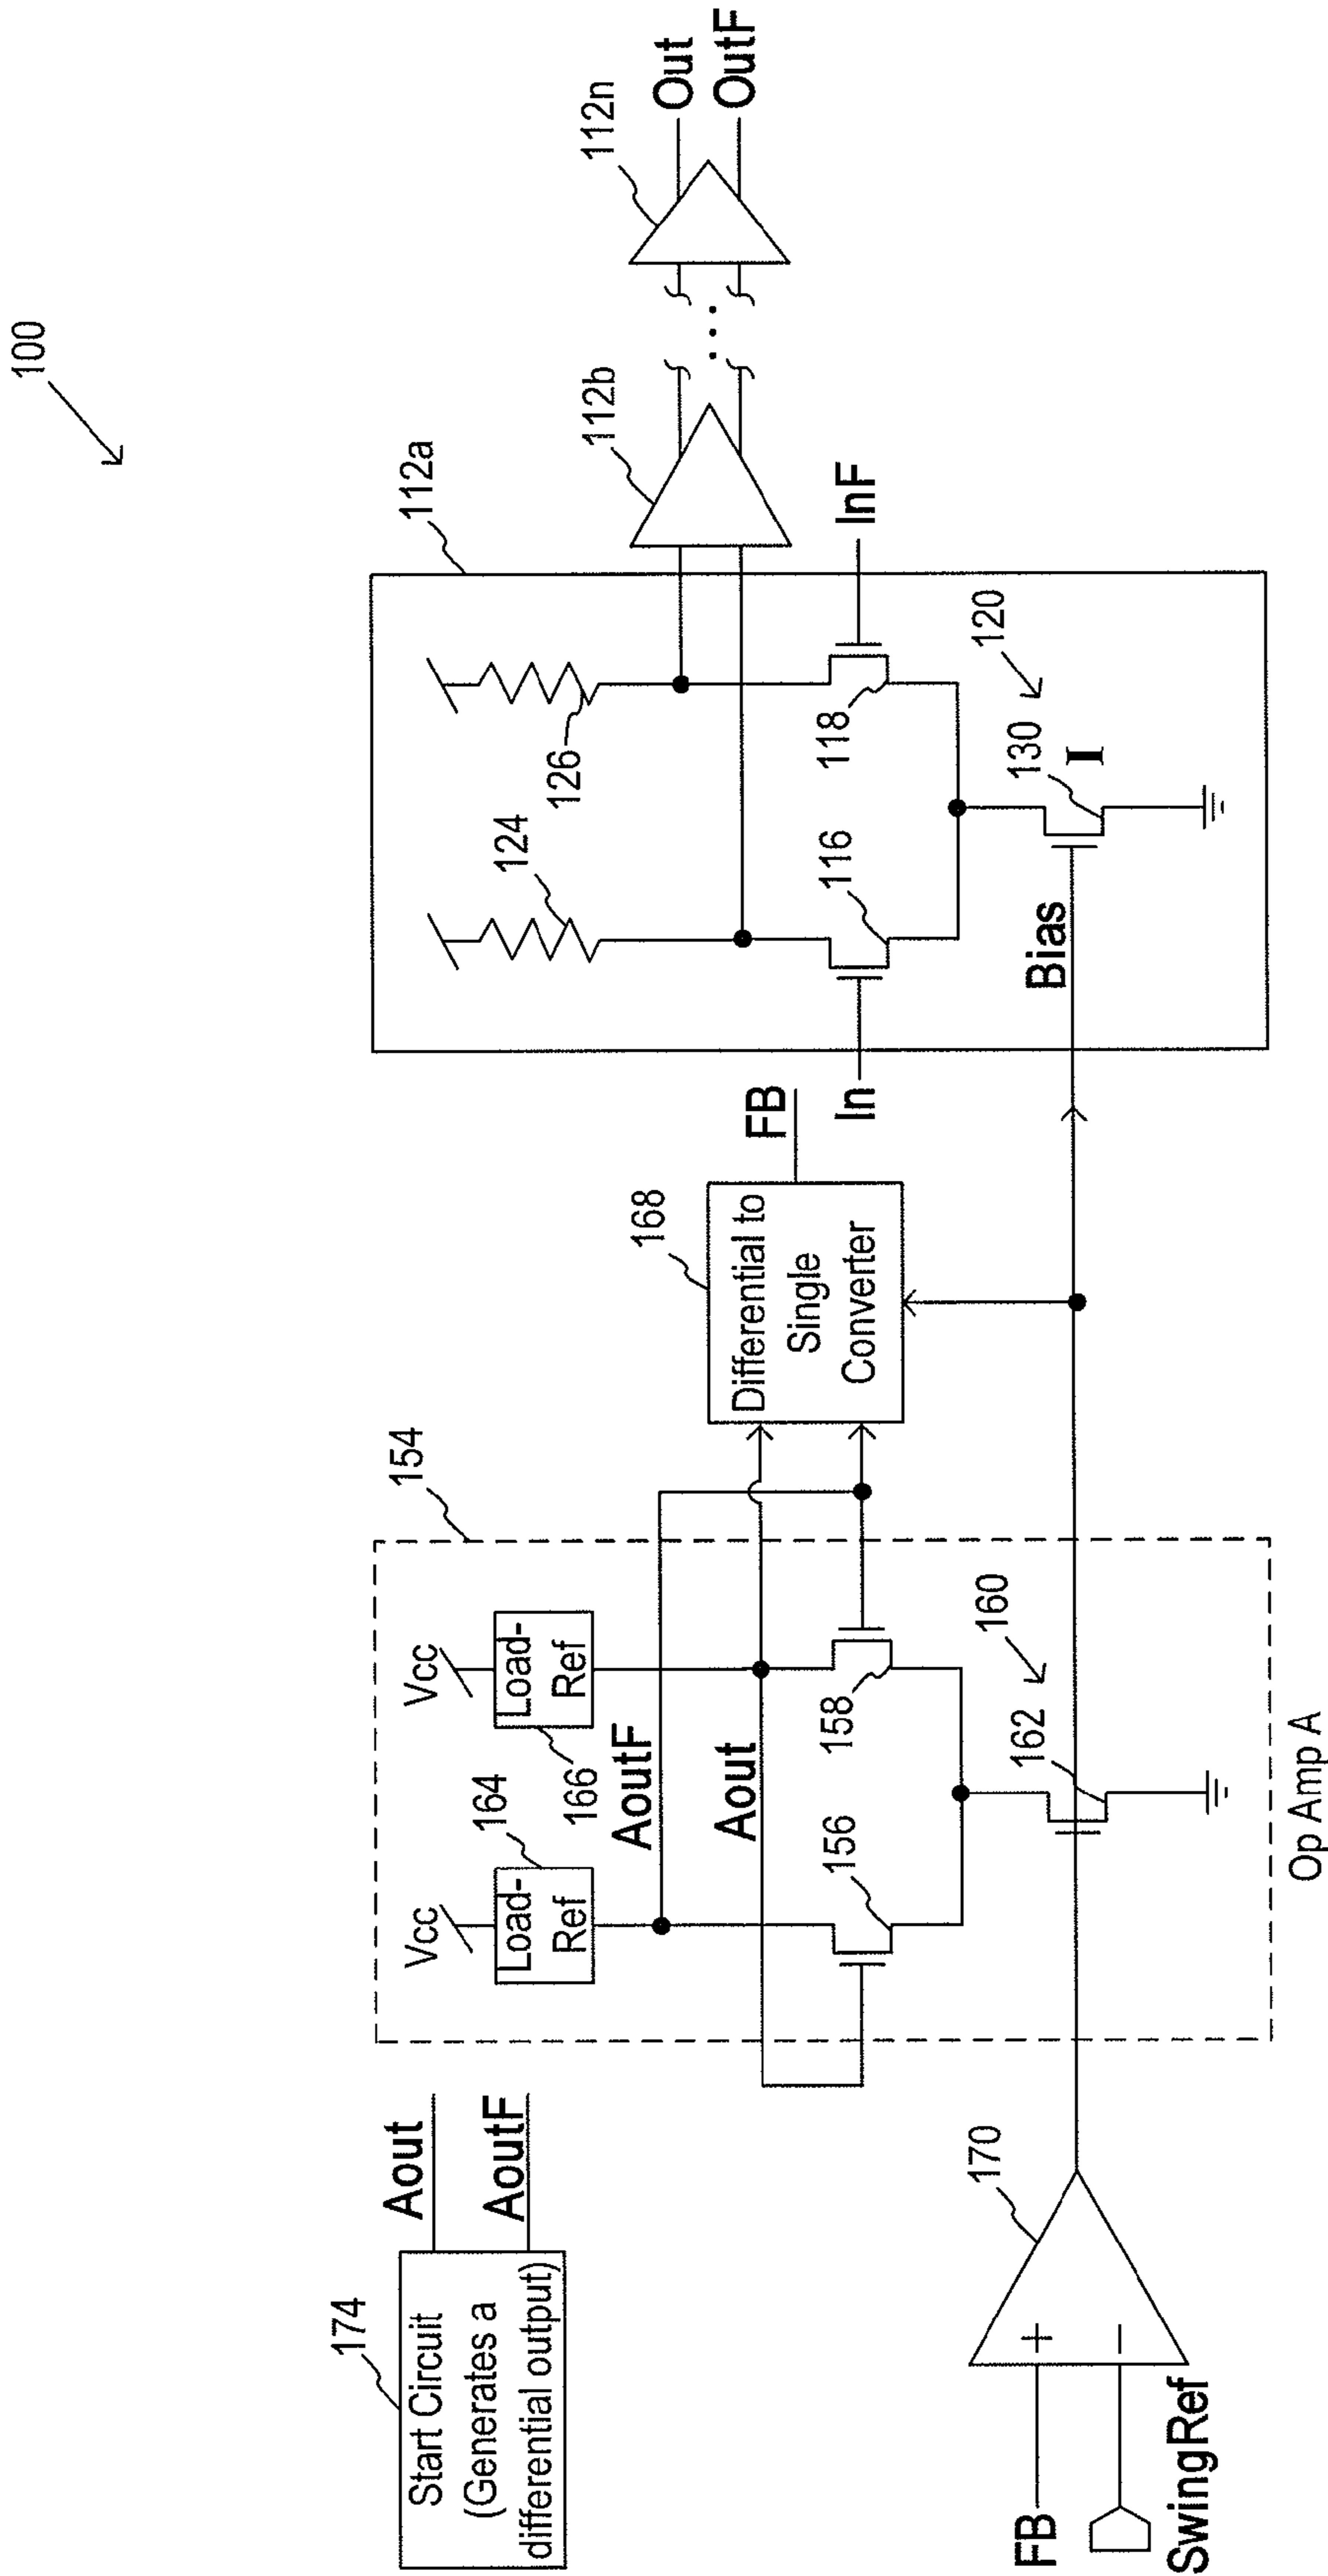 100
174
Start Circuit
(Generates a
differential output)
Aout
AoutF
154
Vcc
Load-
Ref
164
Vcc
Load-
Ref
166
AoutF
Aout
156
158
160
162
Op Amp A
170
+
−
FB
SwingRef
168
Differential to
Single
Converter
FB
112a
124
126
In
116
118
InF
Bias
130
I
120
112b
...
112n
Out
OutF